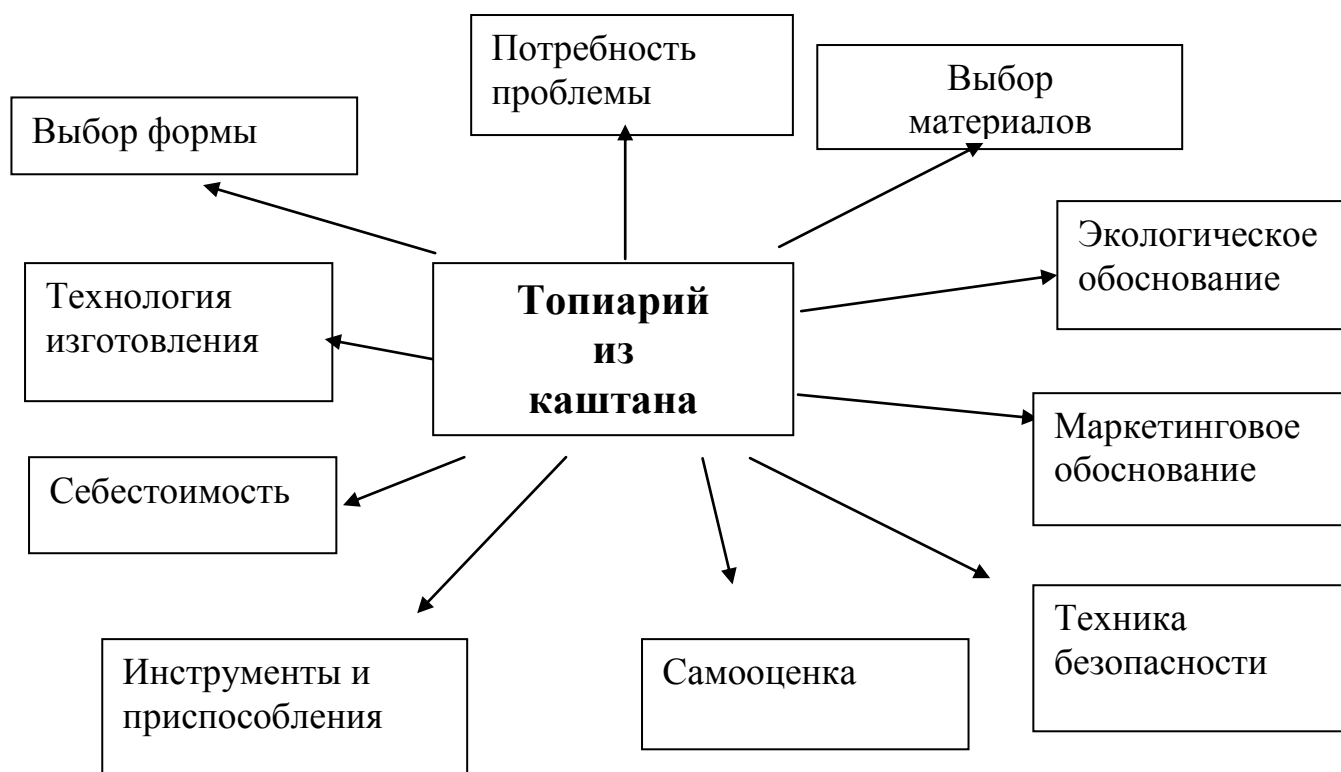 Потребность
проблемы
Выбор
материалов
Выбор формы
Экологическое
обоснование
Технология
изготовления
Топиарий
из
каштана
Маркетинговое
обоснование
Себестоимость
Техника
безопасности
Инструменты и
приспособления
Самооценка